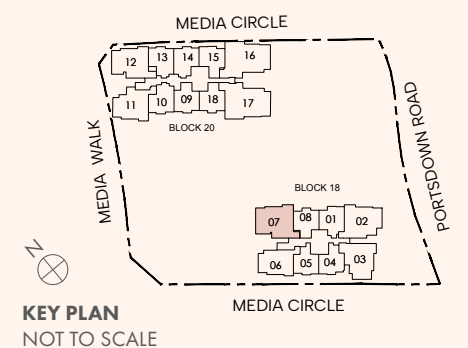 MEDIA CIRCLE
12 13 14 15 16
11 10 09 18 17
BLOCK 20
MEDIA WALK
PORTSDOWN ROAD
BLOCK 18
07 08 01 02
06 05 04 03
N
MEDIA CIRCLE
KEY PLAN
NOT TO SCALE